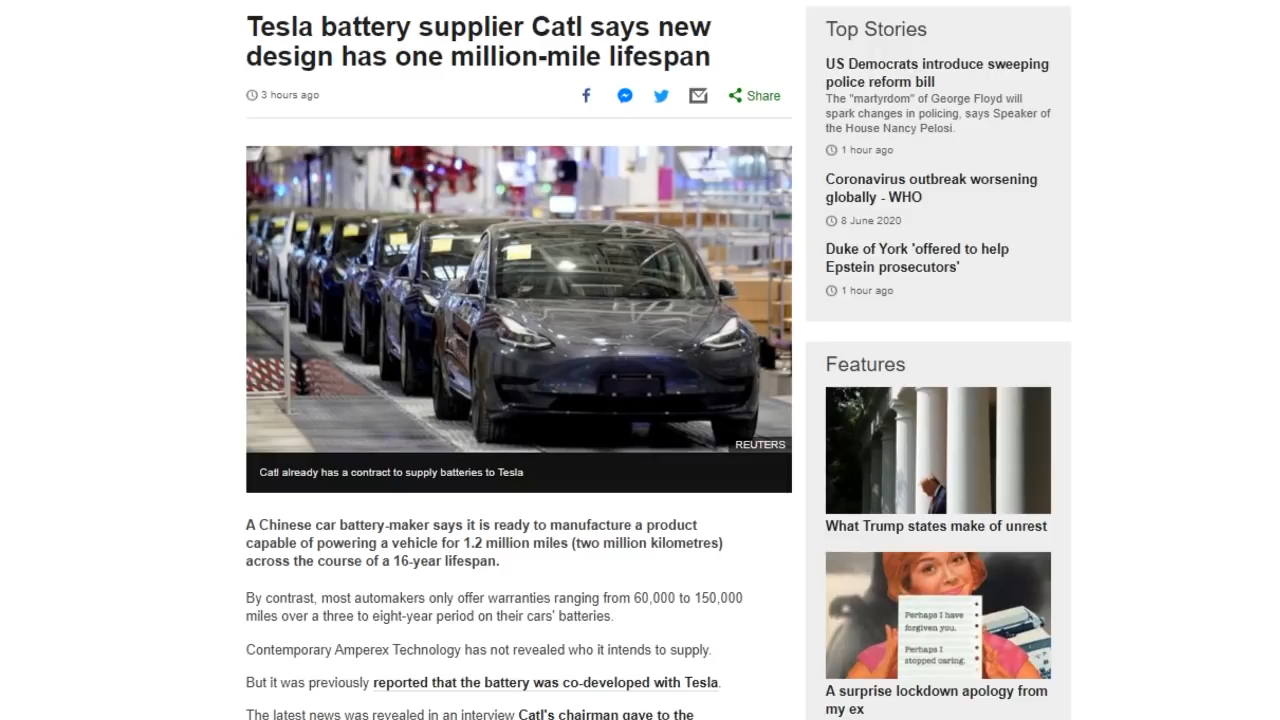 Tesla battery supplier Catl says new
design has one million-mile lifespan
3 hours ago
Share
REUTERS
Catl already has a contract to supply batteries to Tesla
A Chinese car battery-maker says it is ready to manufacture a product
capable of powering a vehicle for 1.2 million miles (two million kilometres)
across the course of a 16-year lifespan.
By contrast, most automakers only offer warranties ranging from 60,000 to 150,000
miles over a three to eight-year period on their cars' batteries.
Contemporary Amperex Technology has not revealed who it intends to supply.
But it was previously reported that the battery was co-developed with Tesla.
The latest news was revealed in an interview Catl's chairman gave to the
Top Stories
US Democrats introduce sweeping
police reform bill
The "martyrdom" of George Floyd will
spark changes in policing, says Speaker of
the House Nancy Pelosi.
1 hour ago
Coronavirus outbreak worsening
globally - WHO
8 June 2020
Duke of York 'offered to help
Epstein prosecutors'
1 hour ago
Features
What Trump states make of unrest
Perhaps I have
forgiven you.
Perhaps I
stopped caring.
A surprise lockdown apology from
my ex